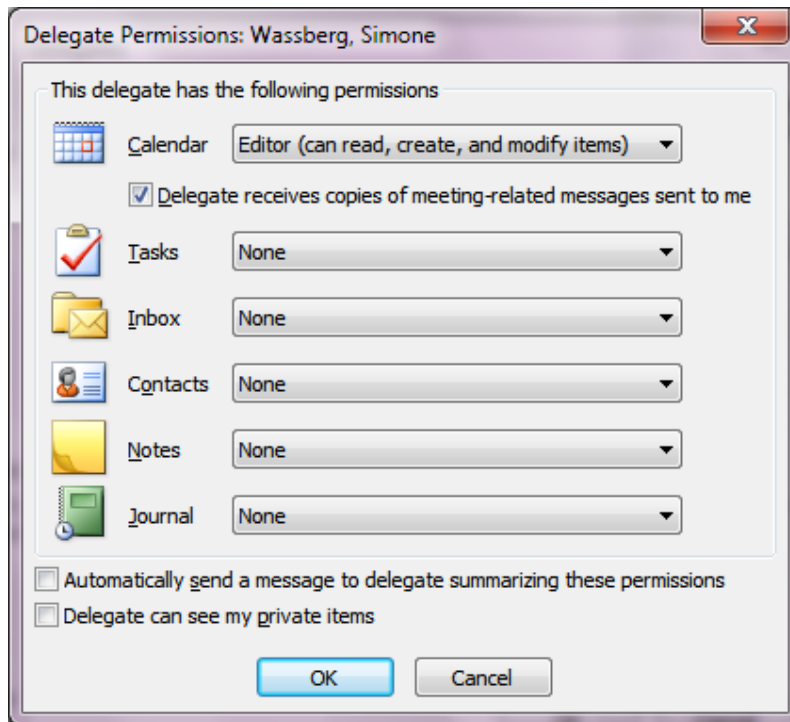 Delegate Permissions: Wassberg, Simone
This delegate has the following permissions
Calendar Editor (can read, create, and modify items)
Delegate receives copies of meeting-related messages sent to me
Tasks None
Inbox None
Contacts None
Notes None
Journal None
Automatically send a message to delegate summarizing these permissions
Delegate can see my private items
OK Cancel